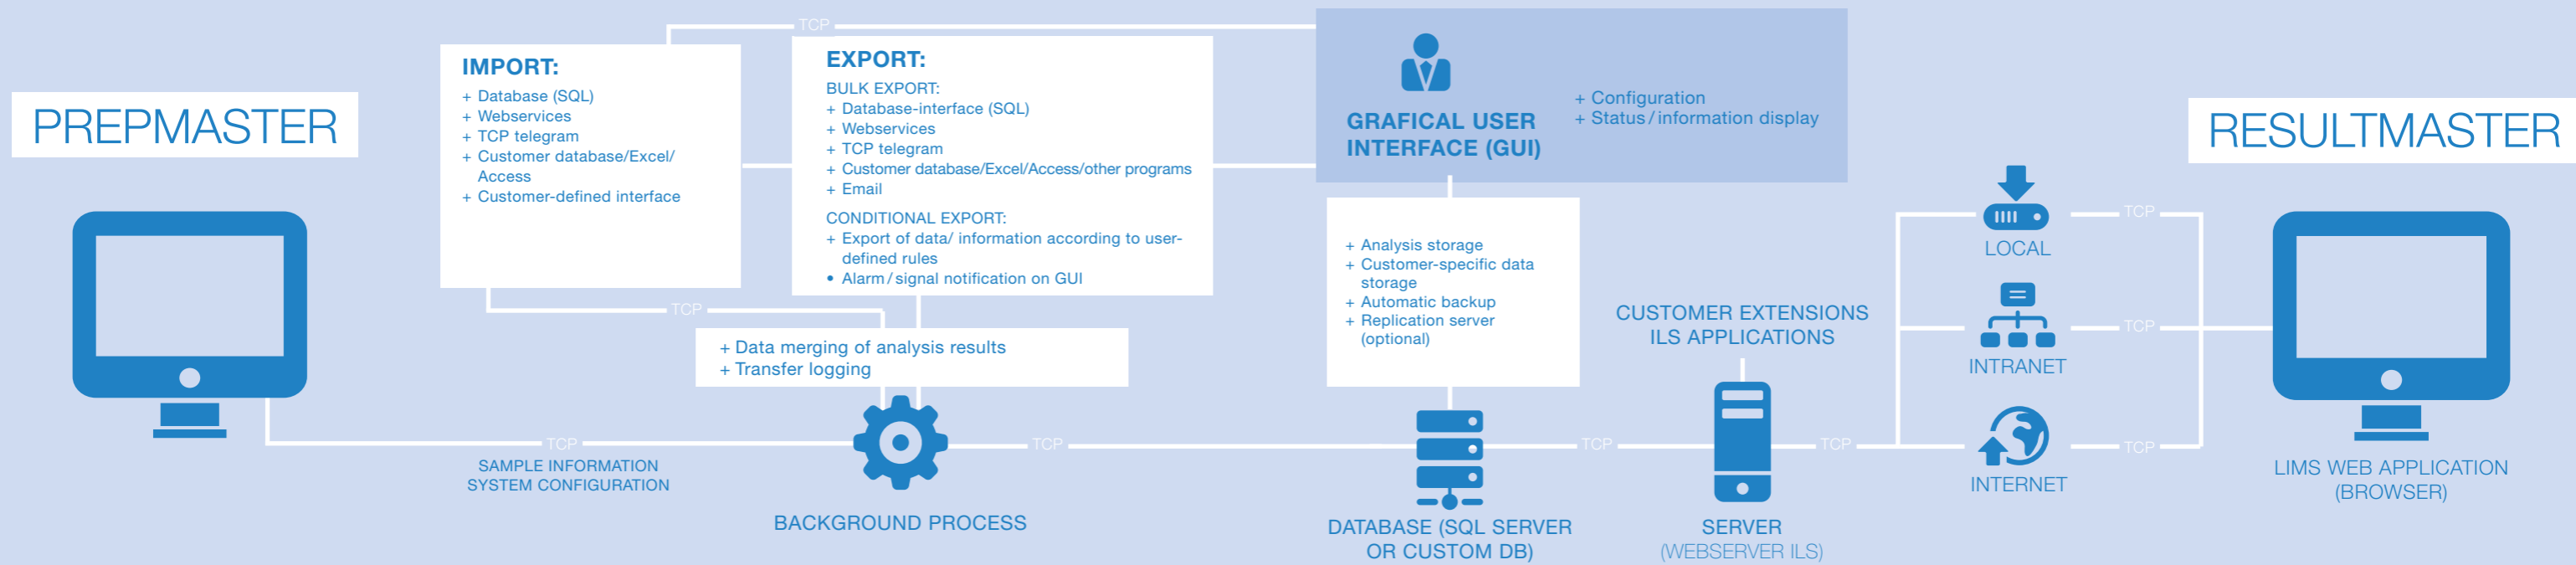 PREPMASTER
TCP
IMPORT:
+ Database (SQL)
+ Webservices
+ TCP telegram
+ Customer database/Excel/
Access
+ Customer-defined interface
EXPORT:
BULK EXPORT:
+ Database-interface (SQL)
+ Webservices
+ TCP telegram
+ Customer database/Excel/Access/other programs
+ Email
CONDITIONAL EXPORT:
+ Export of data/ information according to user-
defined rules
• Alarm/signal notification on GUI
GRAFICAL USER
INTERFACE (GUI)
+ Configuration
+ Status/information display
RESULTMASTER
TCP
+ Data merging of analysis results
+ Transfer logging
+ Analysis storage
+ Customer-specific data
storage
+ Automatic backup
+ Replication server
(optional)
CUSTOMER EXTENSIONS
ILS APPLICATIONS
LOCAL
TCP
INTRANET
TCP
INTERNET
TCP
TCP
SAMPLE INFORMATION
SYSTEM CONFIGURATION
BACKGROUND PROCESS
TCP
DATABASE (SQL SERVER
OR CUSTOM DB)
TCP
SERVER
(WEBSERVER ILS)
TCP
LIMS WEB APPLICATION
(BROWSER)